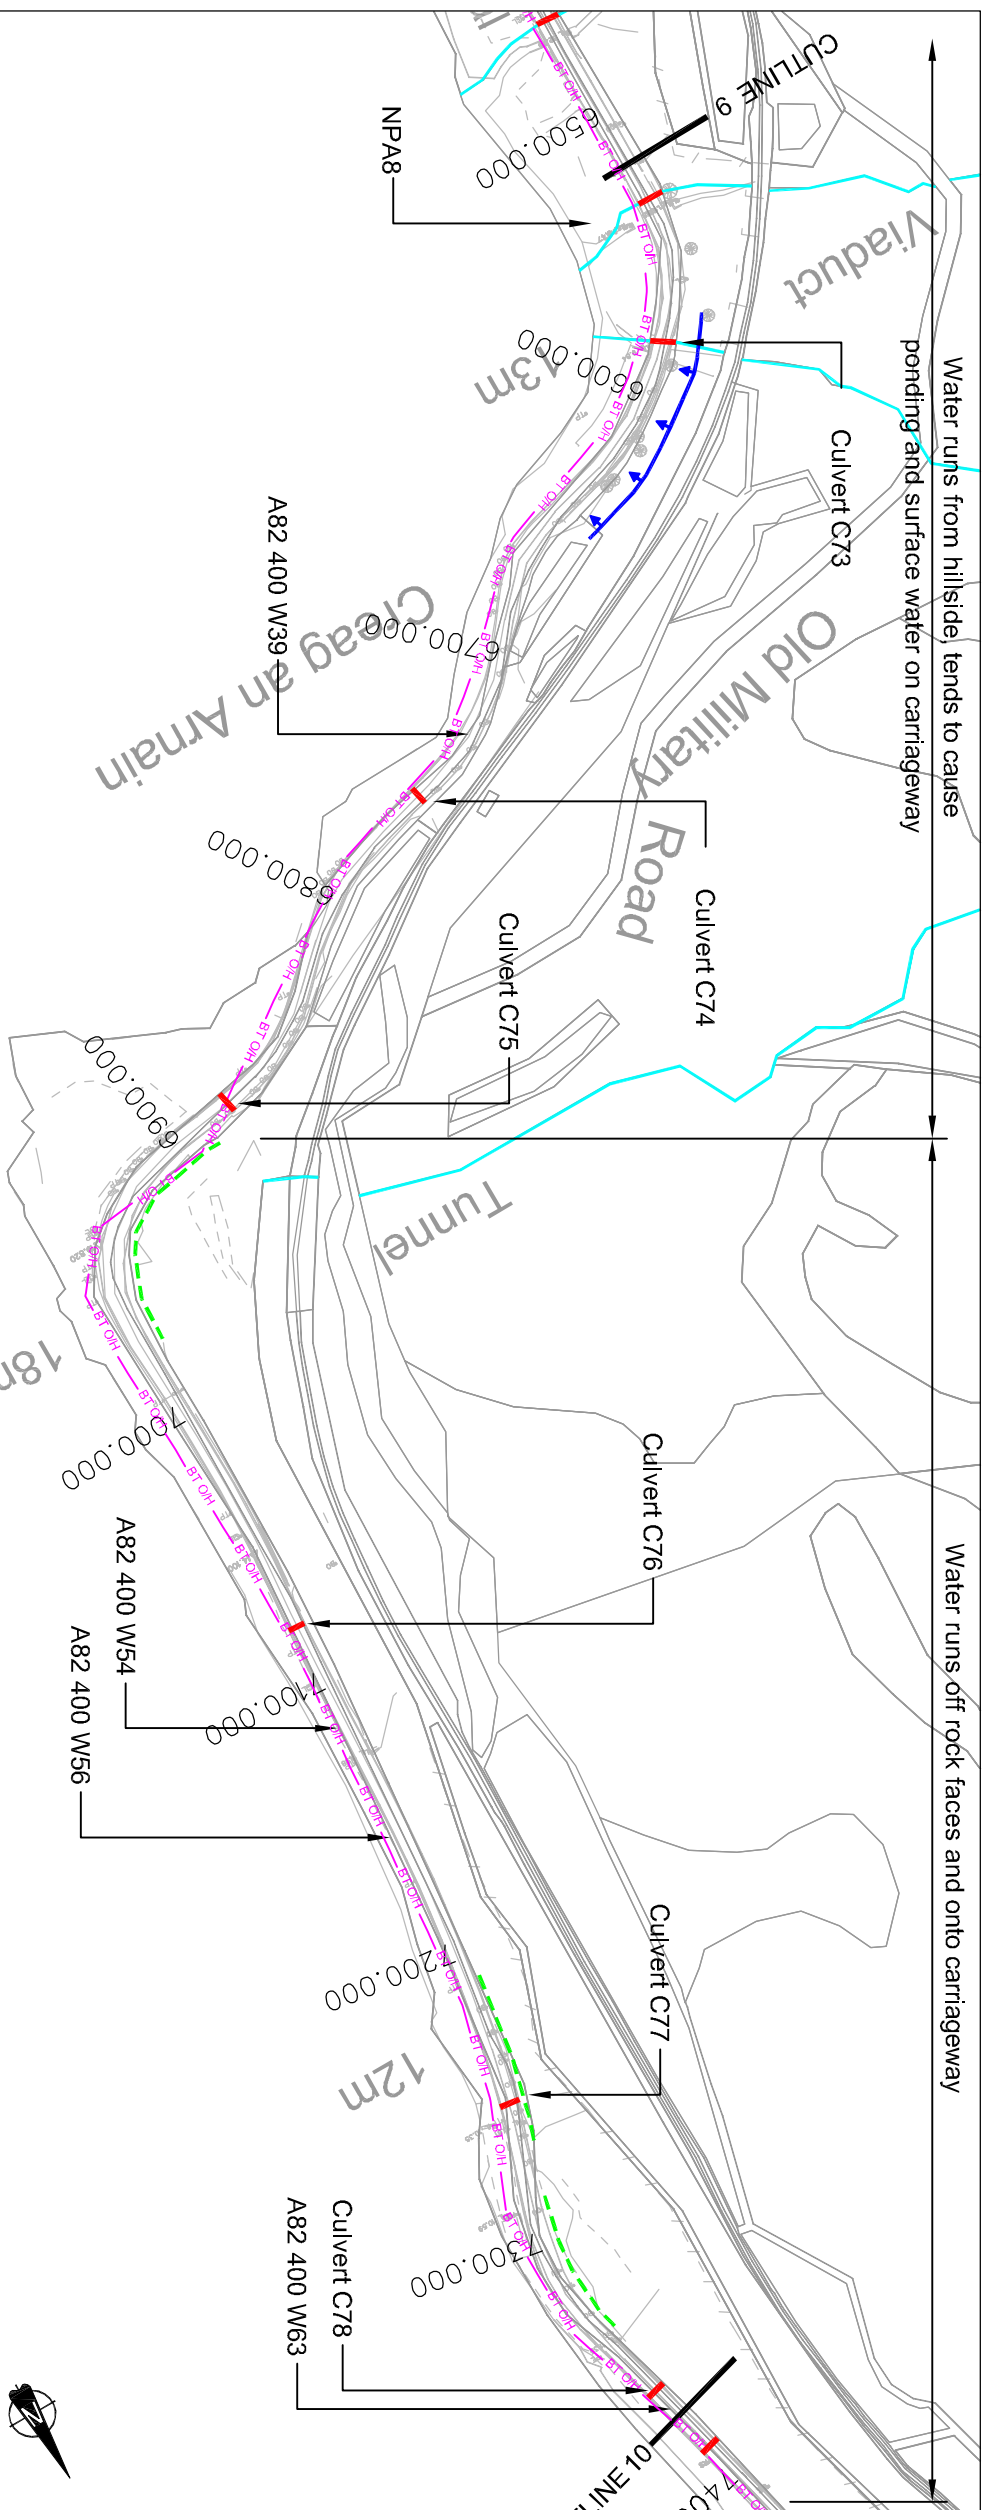 Water runs from hillside, tends to cause
ponding and surface water on carriageway
Water runs off rock faces and onto carriageway
CUTLINE 9
Viaduct
NPA8
6500.000
Culvert C73
6600.000
13m
Old Military
Road
A82 400 W39
6700.000
Creag an Arnain
Culvert C74
6800.000
Culvert C75
6900.000
Tunnel
7000.000
Culvert C76
A82 400 W54
7100.000
A82 400 W56
7200.000
Culvert C77
12m
7300.000
Culvert C78
A82 400 W63
BT O/H
N